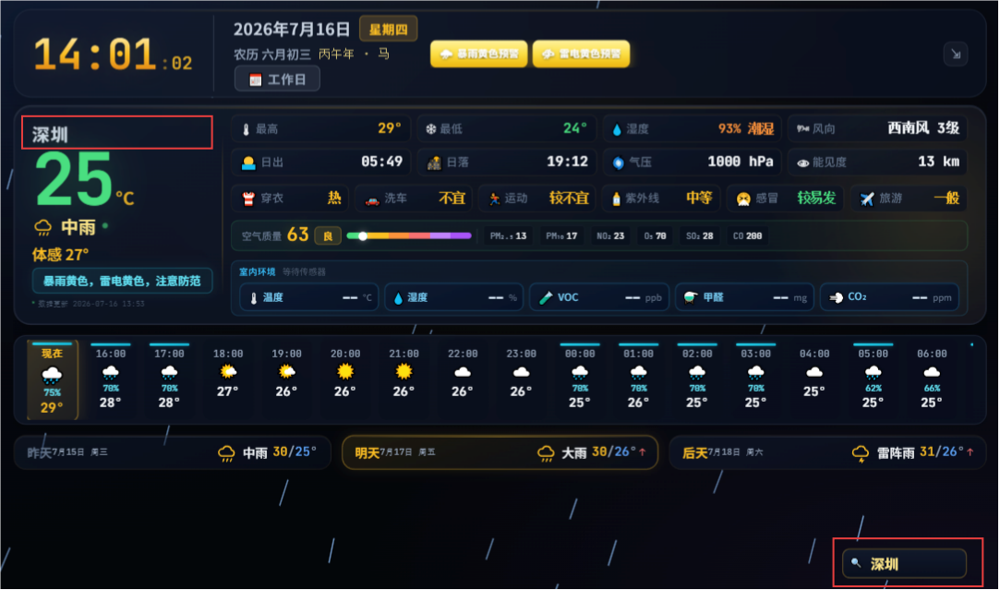 14:01:02
2026年7月16日 星期四
农历 六月初三 丙午年 · 马
工作日
暴雨黄色预警 雷电黄色预警
深圳
25°C
中雨
体感 27°
暴雨黄色，雷电黄色，注意防范
数据更新 2026-07-16 13:53
最高 29° 最低 24° 湿度 93% 潮湿 风向 西南风 3级
日出 05:49 日落 19:12 气压 1000 hPa 能见度 13 km
穿衣 热 洗车 不宜 运动 较不宜 紫外线 中等 感冒 较易发 旅游 一般
空气质量 63 良 PM₂.₅ 13 PM₁₀ 17 NO₂ 23 O₃ 70 SO₂ 28 CO 200
室内环境 等待传感器
温度 -- °C 湿度 -- % VOC -- ppb 甲醛 -- mg CO₂ -- ppm
现在 16:00 17:00 18:00 19:00 20:00 21:00 22:00 23:00 00:00 01:00 02:00 03:00 04:00 05:00 06:00
75% 70% 70% 70% 70% 70% 70% 62% 66%
29° 28° 28° 27° 26° 26° 26° 26° 26° 25° 26° 25° 25° 25° 25° 25°
昨天7月15日 周三 中雨 30/25° 明天7月17日 周五 大雨 30/26°↑ 后天7月18日 周六 雷阵雨 31/26°↑
深圳